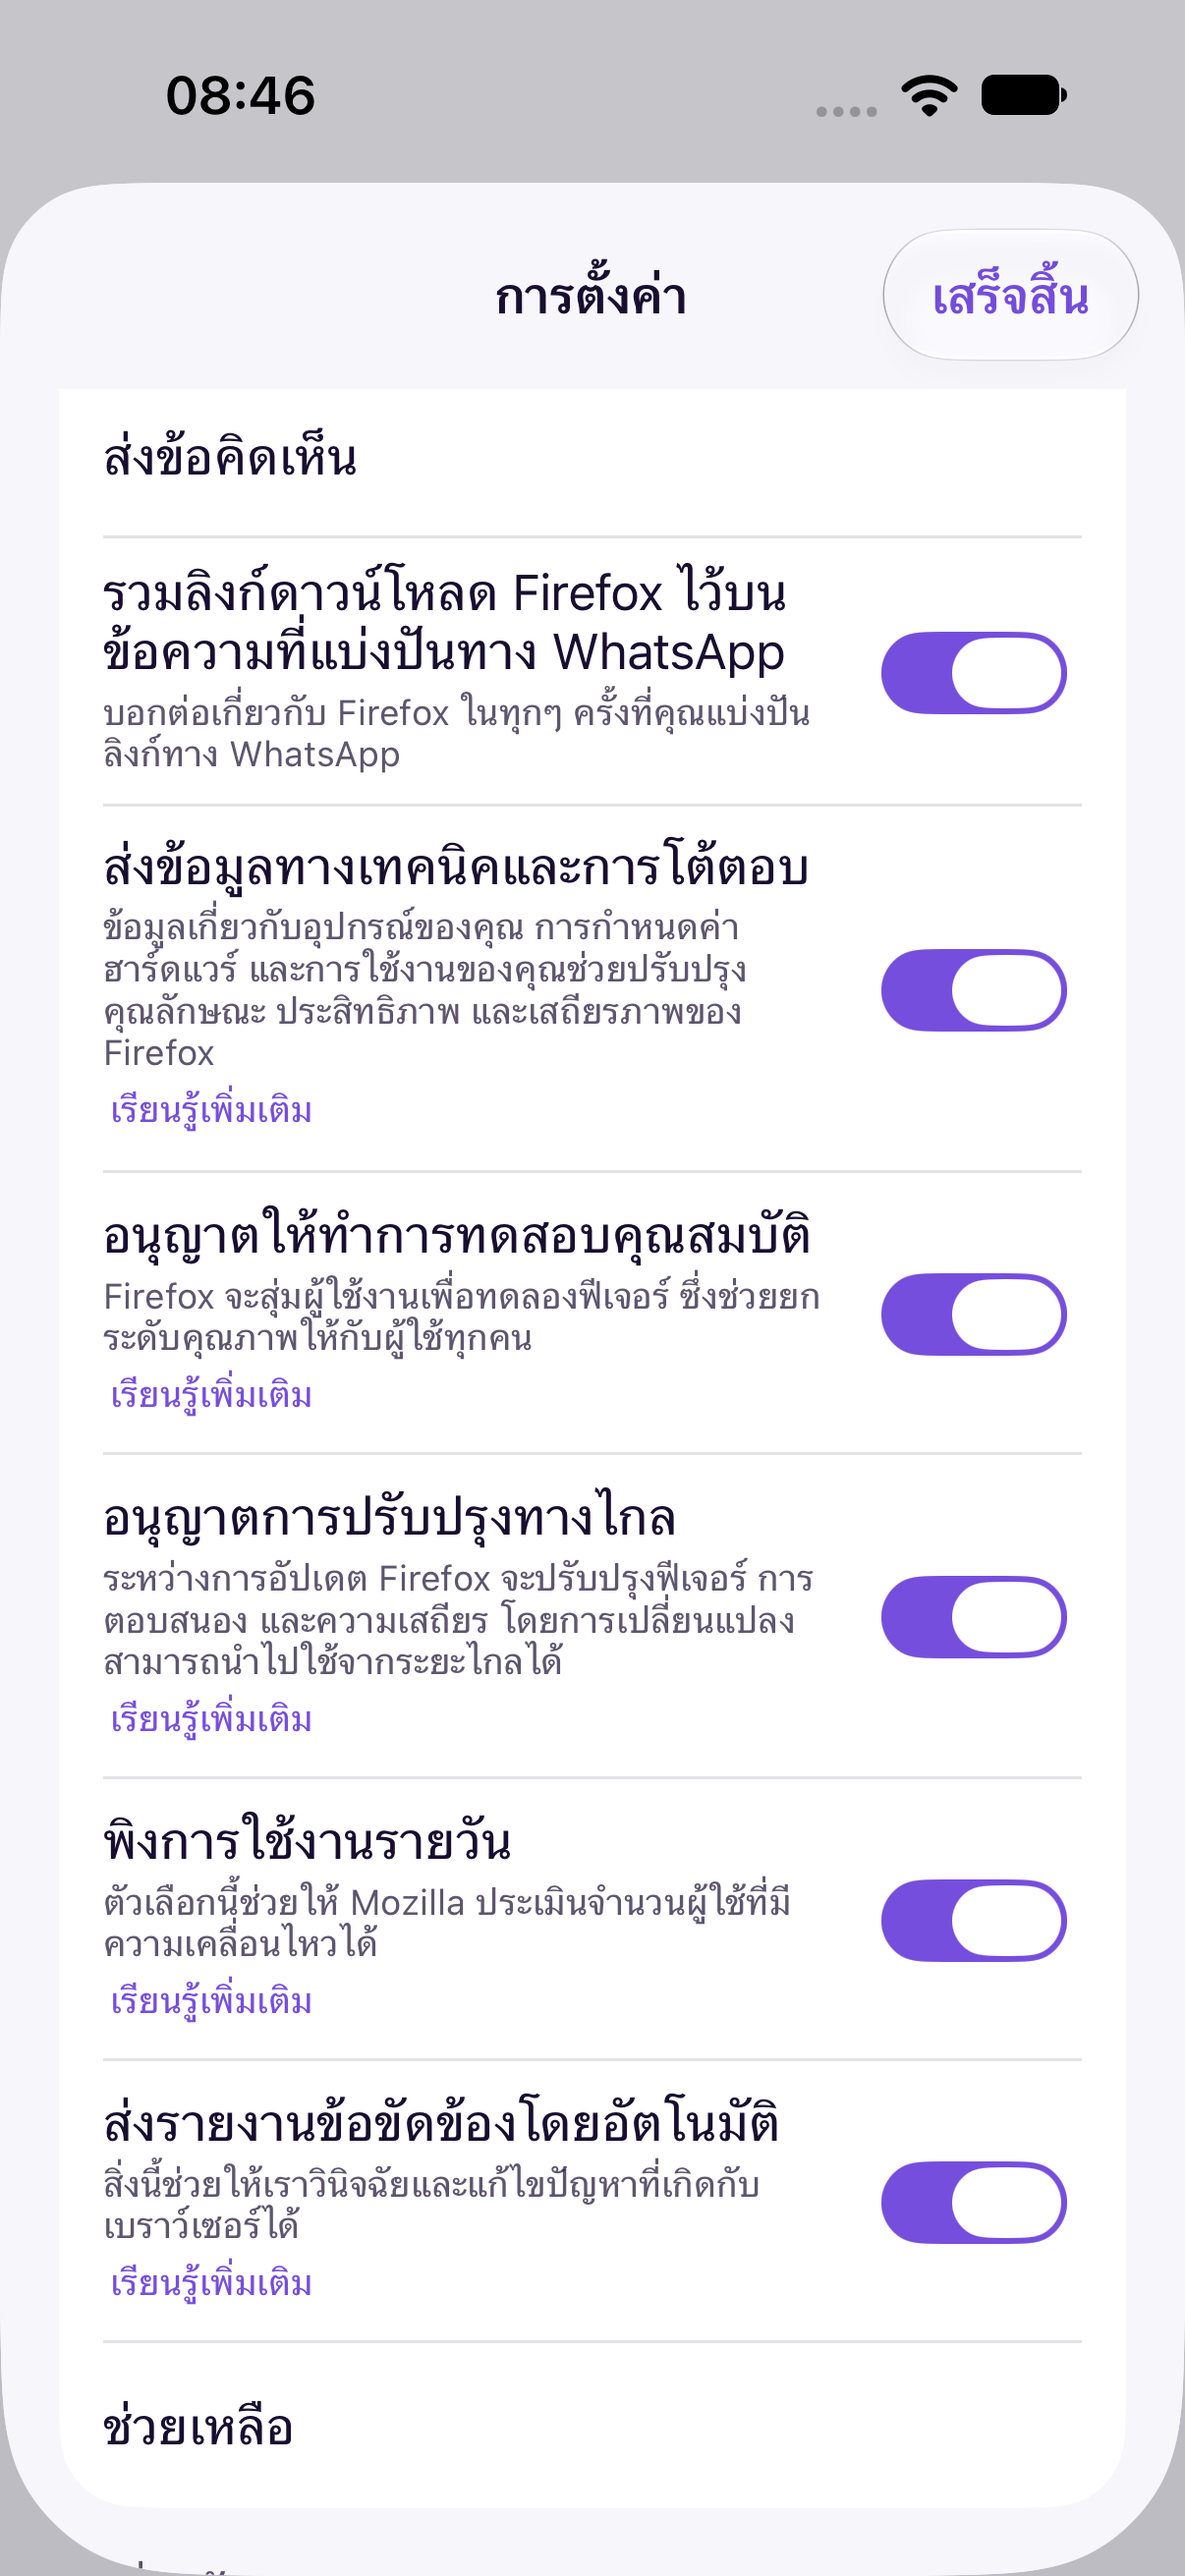 08:46
การตั้งค่า
เสร็จสิ้น
ส่งข้อคิดเห็น
รวมลิงก์ดาวน์โหลด Firefox ไว้บน
ข้อความที่แบ่งปันทาง WhatsApp
บอกต่อเกี่ยวกับ Firefox ในทุกๆ ครั้งที่คุณแบ่งปัน
ลิงก์ทาง WhatsApp
ส่งข้อมูลทางเทคนิคและการโต้ตอบ
ข้อมูลเกี่ยวกับอุปกรณ์ของคุณ การกำหนดค่า
ฮาร์ดแวร์ และการใช้งานของคุณช่วยปรับปรุง
คุณลักษณะ ประสิทธิภาพ และเสถียรภาพของ
Firefox
เรียนรู้เพิ่มเติม
อนุญาตให้ทำการทดสอบคุณสมบัติ
Firefox จะสุ่มผู้ใช้งานเพื่อทดลองฟีเจอร์ ซึ่งช่วยยก
ระดับคุณภาพให้กับผู้ใช้ทุกคน
เรียนรู้เพิ่มเติม
อนุญาตการปรับปรุงทางไกล
ระหว่างการอัปเดต Firefox จะปรับปรุงฟีเจอร์ การ
ตอบสนอง และความเสถียร โดยการเปลี่ยนแปลง
สามารถนำไปใช้จากระยะไกลได้
เรียนรู้เพิ่มเติม
พิงการใช้งานรายวัน
ตัวเลือกนี้ช่วยให้ Mozilla ประเมินจำนวนผู้ใช้ที่มี
ความเคลื่อนไหวได้
เรียนรู้เพิ่มเติม
ส่งรายงานข้อขัดข้องโดยอัตโนมัติ
สิ่งนี้ช่วยให้เราวินิจฉัยและแก้ไขปัญหาที่เกิดกับ
เบราว์เซอร์ได้
เรียนรู้เพิ่มเติม
ช่วยเหลือ